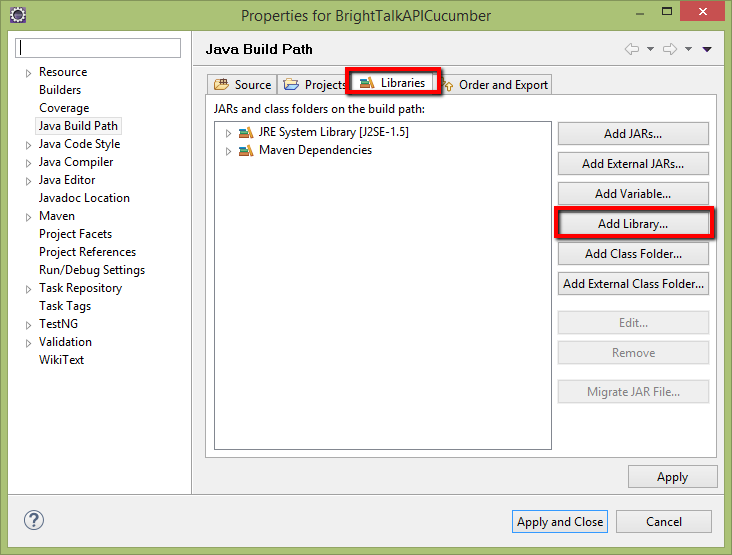 Properties for BrightTalkAPICucumber
Resource
Builders
Coverage
Java Build Path
Java Code Style
Java Compiler
Java Editor
Javadoc Location
Maven
Project Facets
Project References
Run/Debug Settings
Task Repository
Task Tags
TestNG
Validation
WikiText
Java Build Path
Source
Projects
Libraries
Order and Export
JARs and class folders on the build path:
JRE System Library [J2SE-1.5]
Maven Dependencies
Add JARs...
Add External JARs...
Add Variable...
Add Library...
Add Class Folder...
Add External Class Folder...
Edit...
Remove
Migrate JAR File...
Apply
?
Apply and Close
Cancel